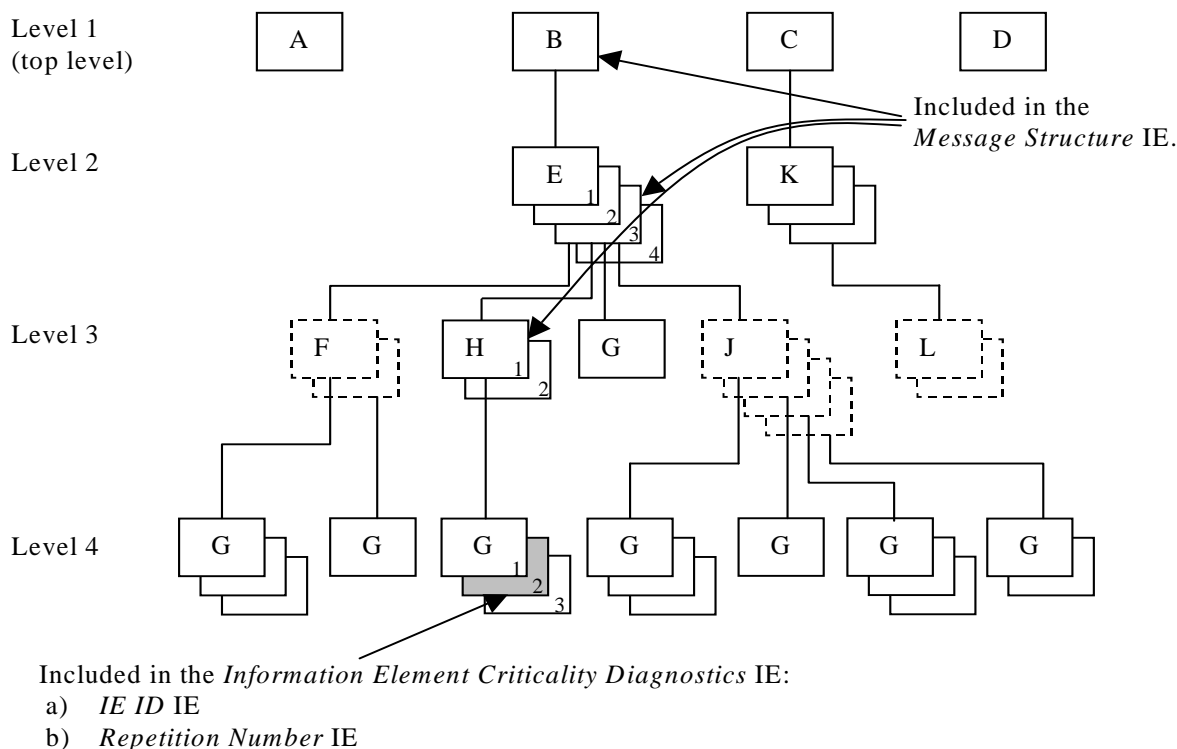 Level 1 A B C D
(top level)
Included in the
Message Structure IE.
Level 2 E K
1
2
3
4
Level 3 F H G J L
1
2
Level 4 G G G G G G G
1
2
3
Included in the Information Element Criticality Diagnostics IE:
a) IE ID IE
b) Repetition Number IE